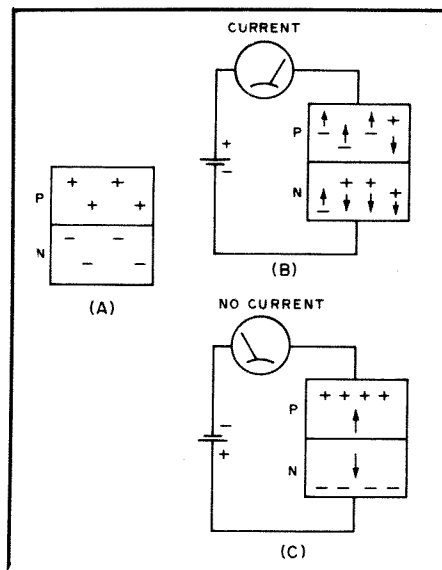 CURRENT
+
−
P
− − − +
N
− + + +
(B)
P
+ +
+ +
N
− −
− −
(A)
NO CURRENT
−
+
P
+ + + +
N
− − − −
(C)